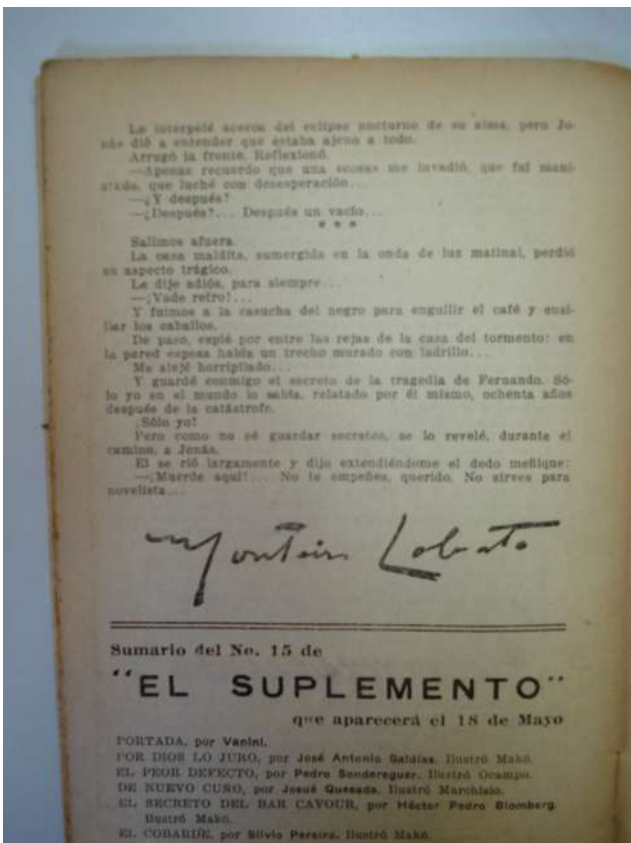 Le interpelé acerca del eclipse nocturno de su alma, pero Jo-
nás dió a entender que estaba ajeno a todo.
Arrugó la frente. Reflexionó.
—Apenas recuerdo que una me invadió, que fuí mani-
que luché con desesperación...
—¿Y después?
—¿Después?... Después un vacío...
* * *
Salimos afuera.
La casa maldita, sumergida en la onda de luz matinal, perdió
su aspecto trágico.
Le dije adiós, para siempre...
—¡Vade retro!...
Y fuimos a la casucha del negro para engullir el café y ensi-
llar los caballos.
De paso, espié por entre las rejas de la casa del tormento: en
la pared espesa había un trecho murado con ladrillo...
Me alejé horripilado...
Y guardé conmigo el secreto de la tragedia de Fernando. Só-
lo yo en el mundo lo sabía, relatado por él mismo, ochenta años
después de la catástrofe.
¡Sólo yo!
Pero como no sé guardar secretos, se lo revelé, durante el
camino, a Jonás.
El se rió largamente y dijo extendiéndome el dedo meñique:
—¡Muerde aquí!... No te empeñes, querido. No sirves para
novelista...
Monteiro Lobato
Sumario del No. 15 de
"EL SUPLEMENTO"
que aparecerá el 18 de Mayo
PORTADA, por Vanini.
POR DIOS LO JURO, por José Antonio Saldías. Ilustró Makó.
EL PEOR DEFECTO, por Pedro Sondereguer. Ilustró Ocampo.
DE NUEVO CUÑO, por Josué Quesada. Ilustró Marchisio.
EL SECRETO DEL BAR CAVOUR, por Héctor Pedro Blomberg.
Ilustró Makó.
EL COBARDE, por Silvio Pereira. Ilustró Makó.